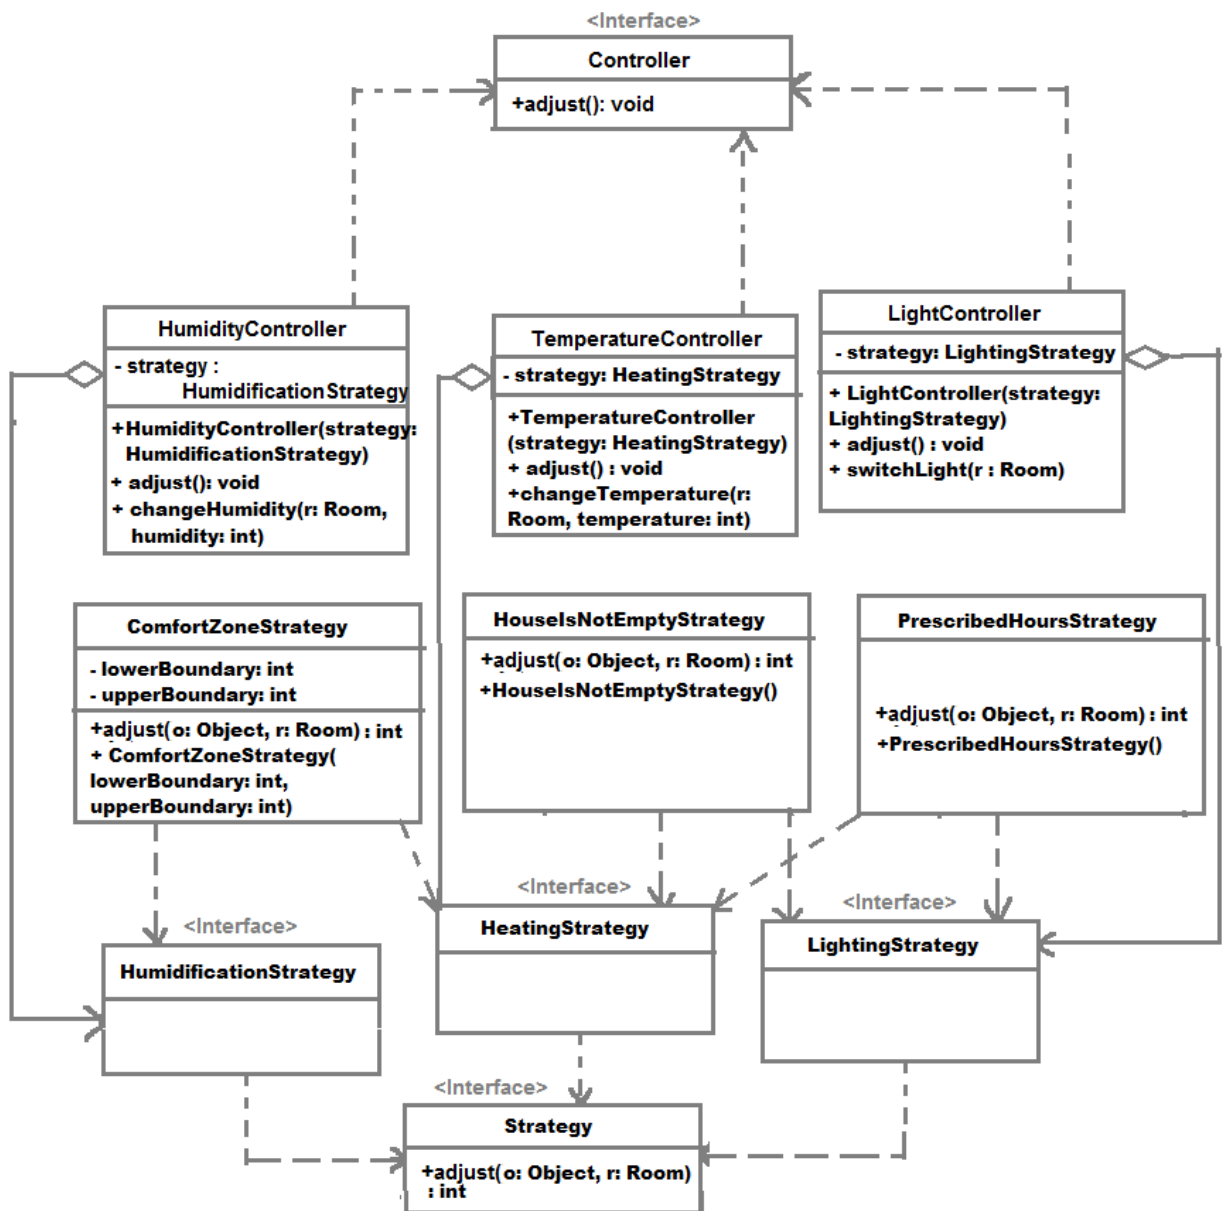 <Interface>
Controller
+adjust(): void
HumidityController
- strategy :
HumidificationStrategy
+HumidityController(strategy:
HumidificationStrategy)
+ adjust(): void
+ changeHumidity(r: Room,
humidity: int)
TemperatureController
- strategy: HeatingStrategy
+TemperatureController
(strategy: HeatingStrategy)
+ adjust() : void
+changeTemperature(r:
Room, temperature: int)
LightController
- strategy: LightingStrategy
+ LightController(strategy:
LightingStrategy)
+ adjust() : void
+ switchLight(r : Room)
ComfortZoneStrategy
- lowerBoundary: int
- upperBoundary: int
+adjust(o: Object, r: Room) : int
+ ComfortZoneStrategy(
lowerBoundary: int,
upperBoundary: int)
HouseIsNotEmptyStrategy
+adjust(o: Object, r: Room) : int
+HouseIsNotEmptyStrategy()
PrescribedHoursStrategy
+adjust(o: Object, r: Room) : int
+PrescribedHoursStrategy()
<Interface>
HumidificationStrategy
<Interface>
HeatingStrategy
<Interface>
LightingStrategy
<Interface>
Strategy
+adjust(o: Object, r: Room)
: int